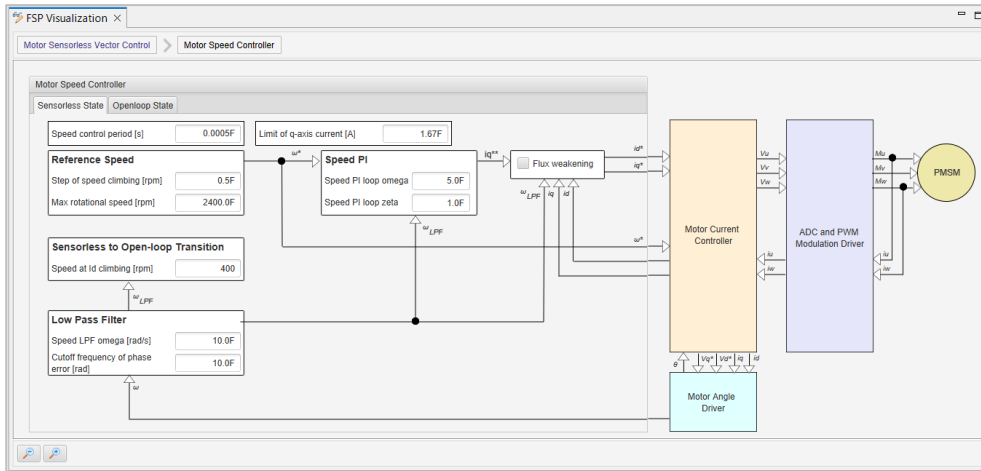 FSP Visualization
Motor Sensorless Vector Control
Motor Speed Controller
Motor Speed Controller
Sensorless State
Openloop State
Speed control period [s]
0.0005F
Limit of q-axis current [A]
1.67F
Reference Speed
Step of speed climbing [rpm]
0.5F
Max rotational speed [rpm]
2400.0F
ω*
Speed PI
Speed PI loop omega
5.0F
Speed PI loop zeta
1.0F
iq**
Flux weakening
id*
iq*
ω LPF
iq
id
ω LPF
ω*
Sensorless to Open-loop Transition
Speed at Id climbing [rpm]
400
ω LPF
Low Pass Filter
Speed LPF omega [rad/s]
10.0F
Cutoff frequency of phase
error [rad]
10.0F
ω
Motor Current
Controller
Vu
Vv
Vw
iu
iw
ADC and PWM
Modulation Driver
Mu
Mv
Mw
iu
iw
PMSM
θ
Vq*
Vd*
iq
id
Motor Angle
Driver